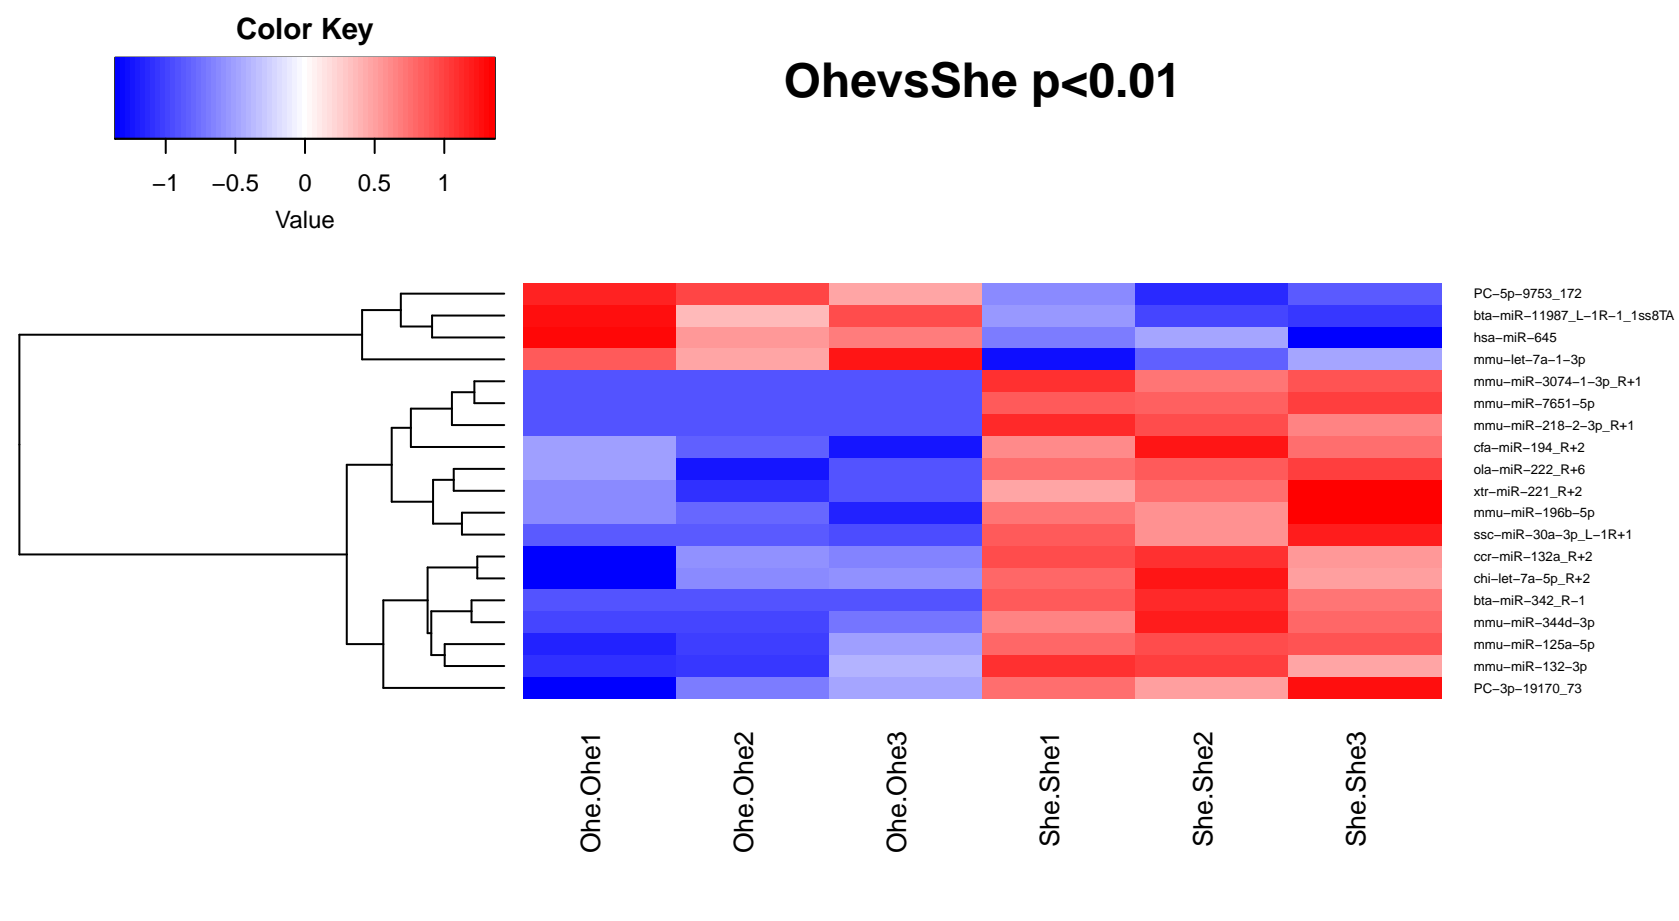 Color Key
OhevsShe p<0.01
−1 −0.5 0 0.5 1
Value
PC−5p−9753_172
bta−miR−11987_L−1R−1_1ss8TA
hsa−miR−645
mmu−let−7a−1−3p
mmu−miR−3074−1−3p_R+1
mmu−miR−7651−5p
mmu−miR−218−2−3p_R+1
cfa−miR−194_R+2
ola−miR−222_R+6
xtr−miR−221_R+2
mmu−miR−196b−5p
ssc−miR−30a−3p_L−1R+1
ccr−miR−132a_R+2
chi−let−7a−5p_R+2
bta−miR−342_R−1
mmu−miR−344d−3p
mmu−miR−125a−5p
mmu−miR−132−3p
PC−3p−19170_73
Ohe.Ohe1
Ohe.Ohe2
Ohe.Ohe3
She.She1
She.She2
She.She3